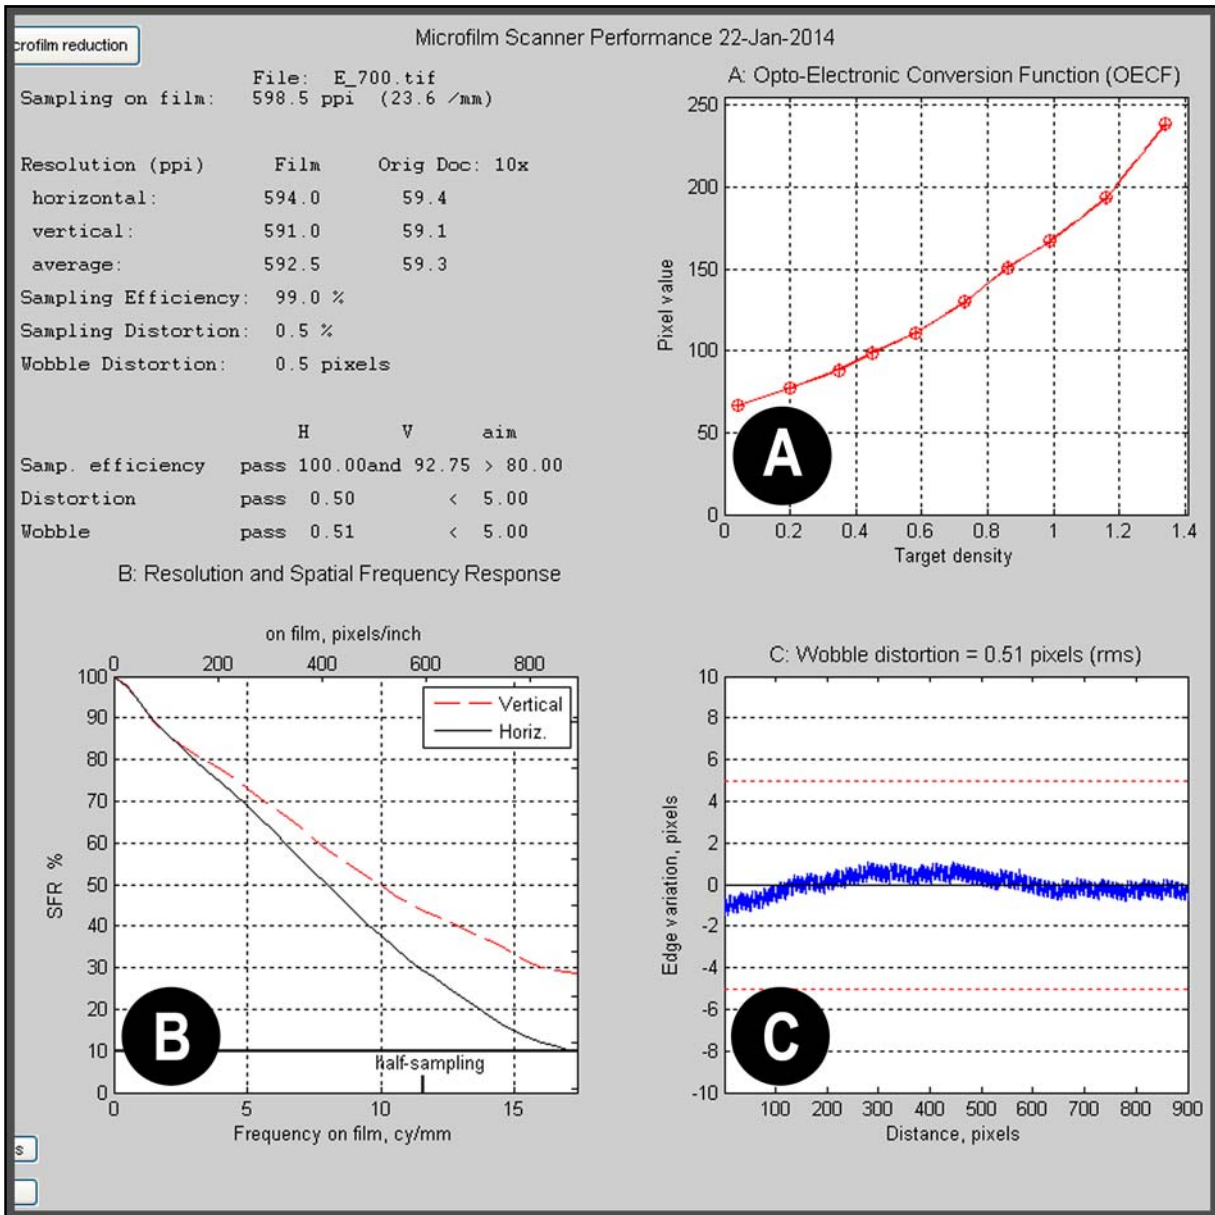 crofilm reduction
Microfilm Scanner Performance 22-Jan-2014
File: E_700.tif
Sampling on film: 598.5 ppi (23.6 /mm)
Resolution (ppi) Film Orig Doc: 10x
horizontal: 594.0 59.4
vertical: 591.0 59.1
average: 592.5 59.3
Sampling Efficiency: 99.0 %
Sampling Distortion: 0.5 %
Wobble Distortion: 0.5 pixels
H V aim
Samp. efficiency pass 100.00and 92.75 > 80.00
Distortion pass 0.50 < 5.00
Wobble pass 0.51 < 5.00
A: Opto-Electronic Conversion Function (OECF)
250
200
150
100
50
0
Pixel value
0 0.2 0.4 0.6 0.8 1 1.2 1.4
Target density
A
B: Resolution and Spatial Frequency Response
on film, pixels/inch
0 200 400 600 800
100
90
80
70
60
50
40
30
20
10
0
SFR %
Vertical
Horiz.
B
half-sampling
0 5 10 15
Frequency on film, cy/mm
C: Wobble distortion = 0.51 pixels (rms)
10
8
6
4
2
0
-2
-4
-6
-8
-10
Edge variation, pixels
C
100 200 300 400 500 600 700 800 900
Distance, pixels
s